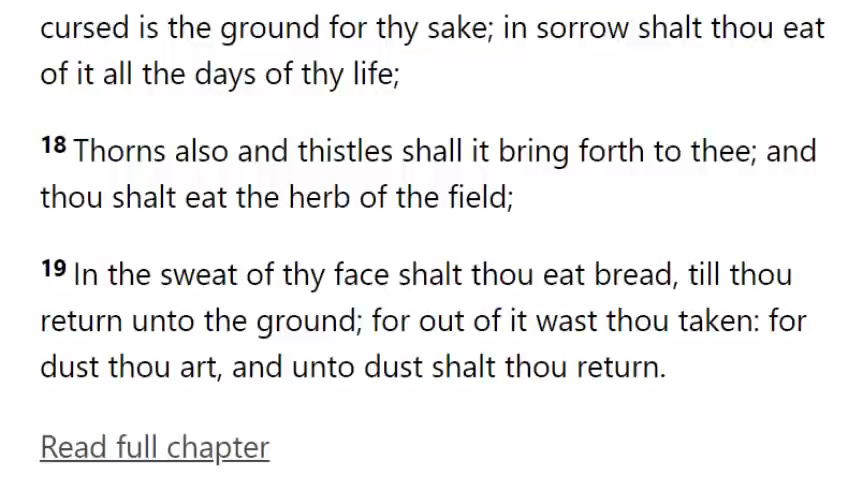 cursed is the ground for thy sake; in sorrow shalt thou eat
of it all the days of thy life;
18 Thorns also and thistles shall it bring forth to thee; and
thou shalt eat the herb of the field;
19 In the sweat of thy face shalt thou eat bread, till thou
return unto the ground; for out of it wast thou taken: for
dust thou art, and unto dust shalt thou return.
Read full chapter